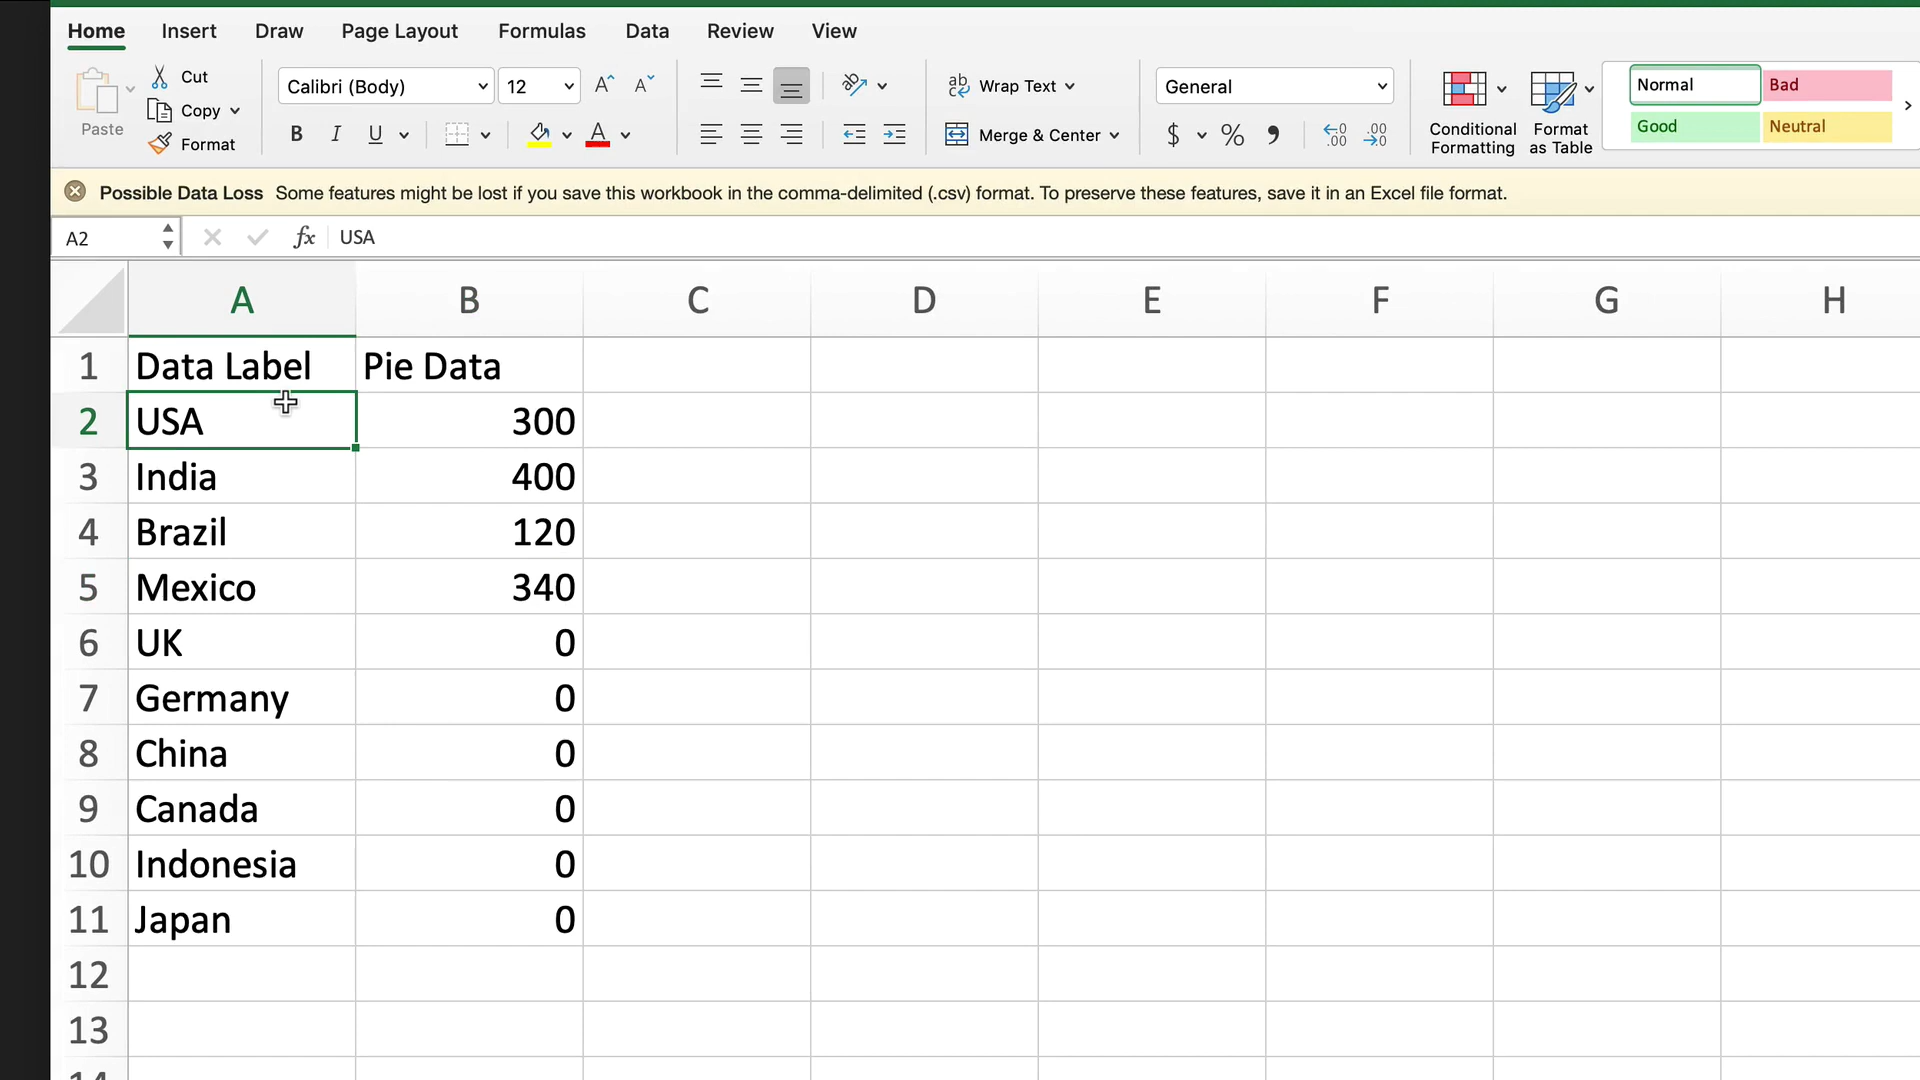 Home Insert Draw Page Layout Formulas Data Review View
Paste
Cut
Copy
Format
Calibri (Body) 12
B I U
Wrap Text
Merge & Center
General
$ %
Conditional Formatting
Format as Table
Normal Bad
Good Neutral
Possible Data Loss Some features might be lost if you save this workbook in the comma-delimited (.csv) format. To preserve these features, save it in an Excel file format.
A2 fx USA
A B C D E F G H
1 Data Label Pie Data
2 USA 300
3 India 400
4 Brazil 120
5 Mexico 340
6 UK 0
7 Germany 0
8 China 0
9 Canada 0
10 Indonesia 0
11 Japan 0
12
13
14